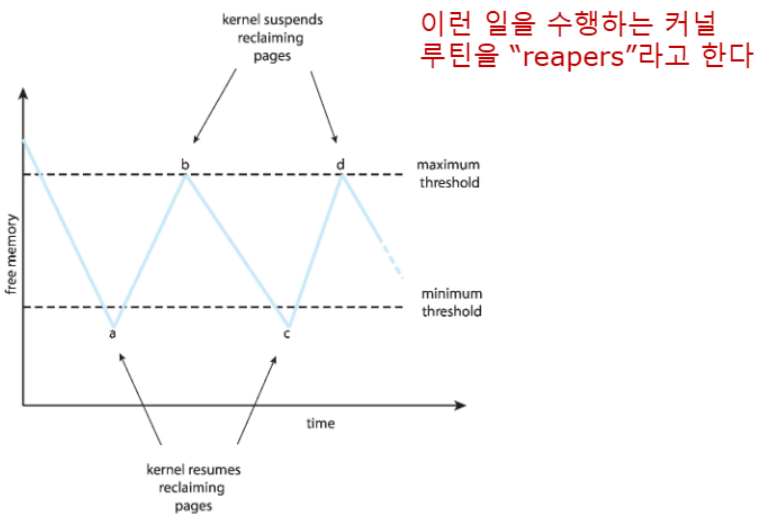 kernel suspends
reclaiming
pages
이런 일을 수행하는 커널
루틴을 “reapers”라고 한다
b
d
maximum
threshold
free memory
minimum
threshold
a
c
time
kernel resumes
reclaiming
pages